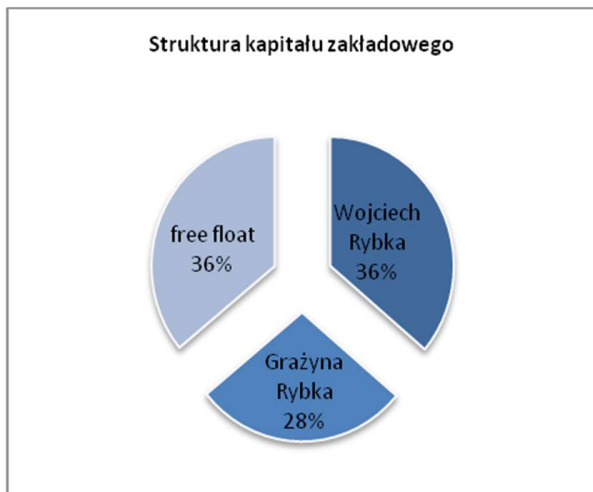 Struktura kapitału zakładowego
free float
36%
Wojciech
Rybka
36%
Grażyna
Rybka
28%